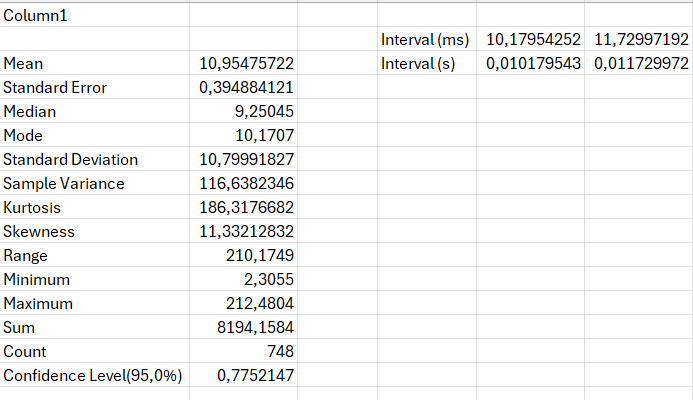 Column1
Interval (ms) 10,17954252 11,72997192
Mean 10,95475722 Interval (s) 0,010179543 0,011729972
Standard Error 0,394884121
Median 9,25045
Mode 10,1707
Standard Deviation 10,79991827
Sample Variance 116,6382346
Kurtosis 186,3176682
Skewness 11,33212832
Range 210,1749
Minimum 2,3055
Maximum 212,4804
Sum 8194,1584
Count 748
Confidence Level(95,0%) 0,7752147